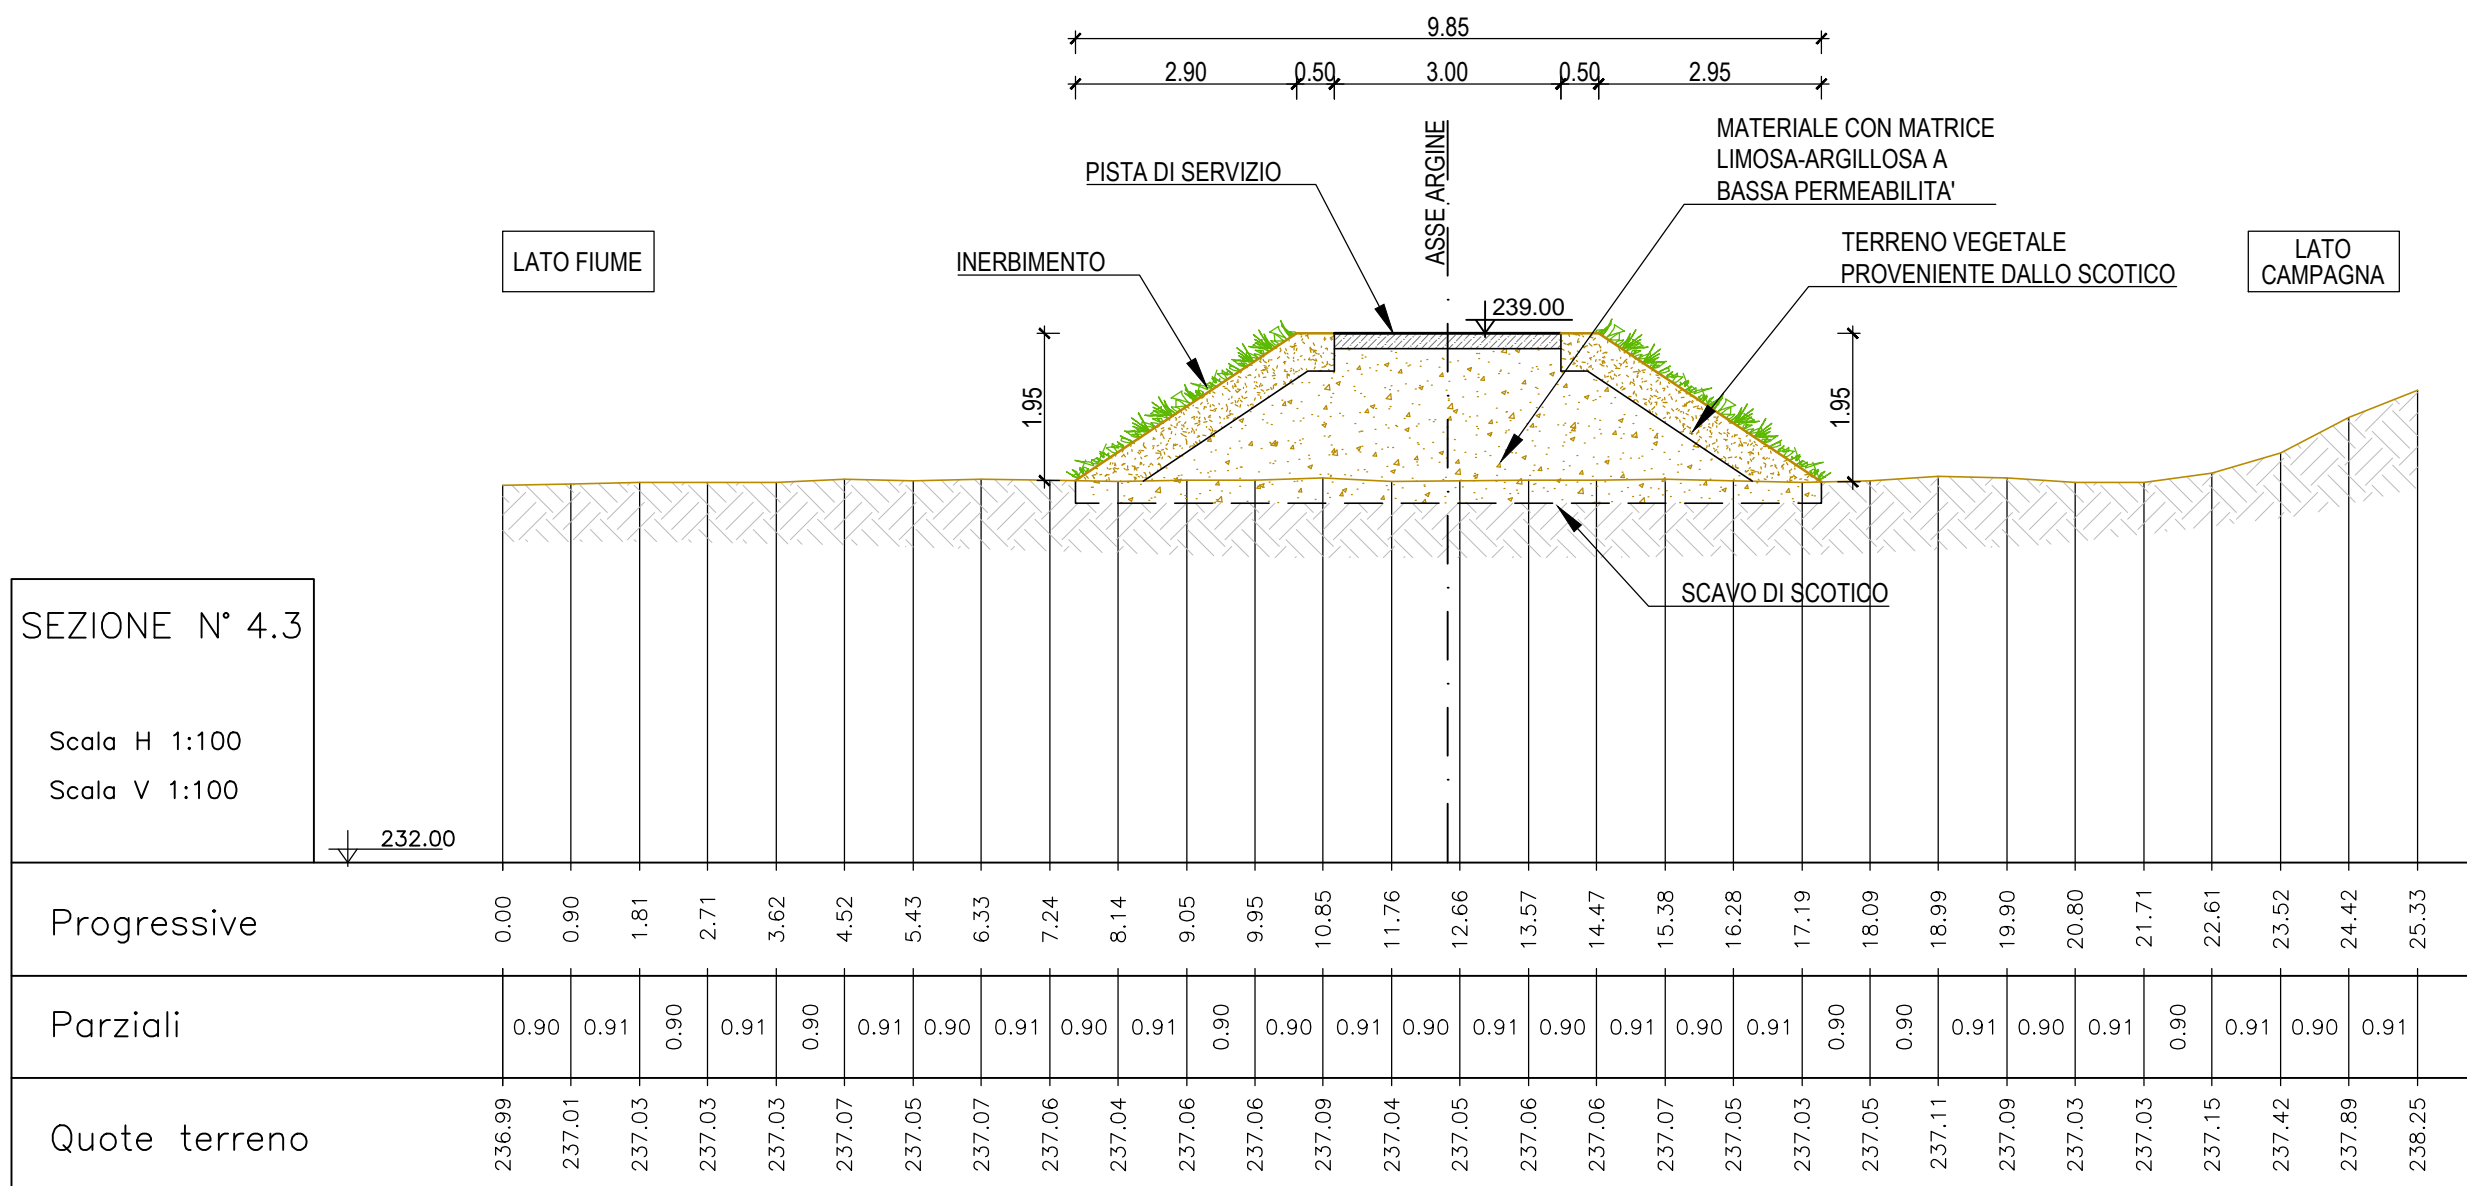 9.85
2.90 0.50 3.00 0.50 2.95
ASSE ARGINE
MATERIALE CON MATRICE
LIMOSA-ARGILLOSA A
BASSA PERMEABILITA'
PISTA DI SERVIZIO
LATO FIUME
INERBIMENTO
TERRENO VEGETALE
PROVENIENTE DALLO SCOTICO
LATO
CAMPAGNA
239.00
1.95
1.95
SCAVO DI SCOTICO
SEZIONE N° 4.3
Scala H 1:100
Scala V 1:100
232.00
Progressive 0.00 0.90 1.81 2.71 3.62 4.52 5.43 6.33 7.24 8.14 9.05 9.95 10.85 11.76 12.66 13.57 14.47 15.38 16.28 17.19 18.09 18.99 19.90 20.80 21.71 22.61 23.52 24.42 25.33
Parziali 0.90 0.91 0.90 0.91 0.90 0.91 0.90 0.91 0.90 0.91 0.90 0.90 0.91 0.90 0.91 0.90 0.91 0.90 0.91 0.90 0.90 0.91 0.90 0.91 0.90 0.91 0.90 0.91
Quote terreno 236.99 237.01 237.03 237.03 237.03 237.07 237.05 237.07 237.06 237.04 237.06 237.06 237.09 237.04 237.05 237.06 237.06 237.07 237.05 237.03 237.05 237.11 237.09 237.03 237.03 237.15 237.42 237.89 238.25